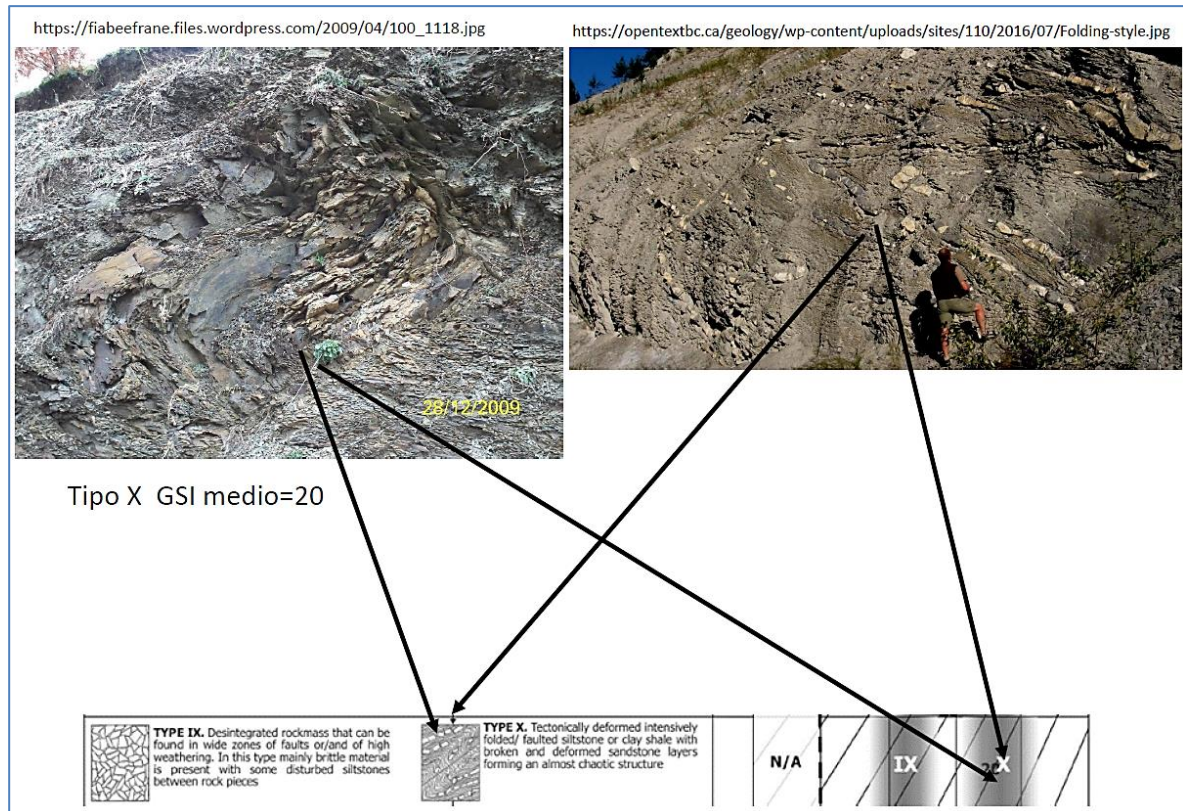 https://fiabeefrane.files.wordpress.com/2009/04/100_1118.jpg
https://opentextbc.ca/geology/wp-content/uploads/sites/110/2016/07/Folding-style.jpg
28/12/2009
Tipo X GSI medio=20
TYPE IX. Desintegrated rockmass that can be
found in wide zones of faults or/and of high
weathering. In this type mainly brittle material
is present with some disturbed siltstones
between rock pieces
TYPE X. Tectonically deformed intensively
folded/ faulted siltstone or clay shale with
broken and deformed sandstone layers
forming an almost chaotic structure
N/A
IX
X